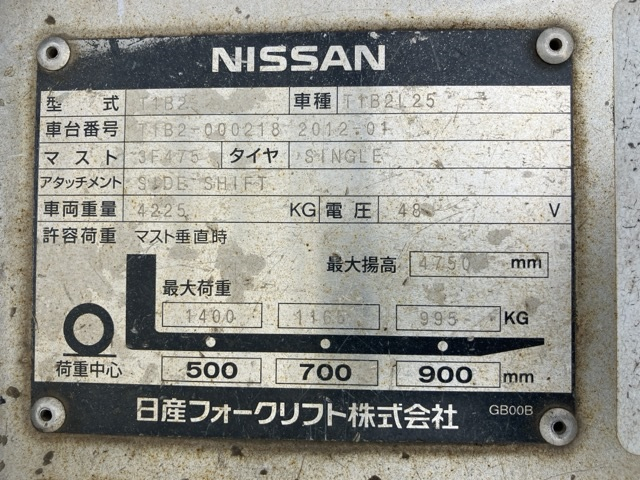 NISSAN
型式 T1B2 車種 T1B2L25
車台番号 T1B2-000218 2012.01
マスト 3F475 タイヤ SINGLE
アタッチメント SIDE SHIFT
車両重量 4225 KG 電圧 48 V
許容荷重 マスト垂直時
最大揚高 4750 mm
最大荷重
1400 1165 995 KG
荷重中心 500 700 900 mm
日産フォークリフト株式会社 GB00B